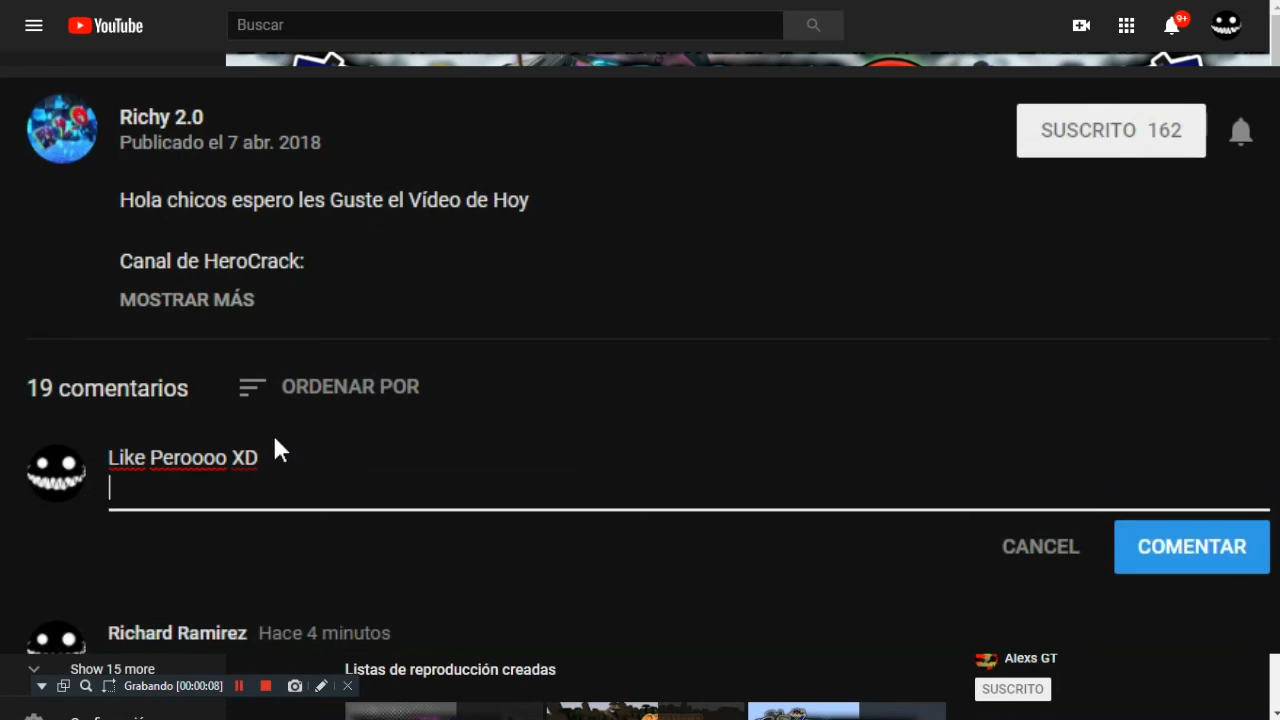 YouTube
Buscar
9+
Richy 2.0
Publicado el 7 abr. 2018
SUSCRITO 162
Hola chicos espero les Guste el Vídeo de Hoy
Canal de HeroCrack:
MOSTRAR MÁS
19 comentarios
ORDENAR POR
Like Peroooo XD
CANCEL
COMENTAR
Richard Ramirez Hace 4 minutos
Show 15 more
Listas de reproducción creadas
Alexs GT
SUSCRITO
Grabando [00:00:08]